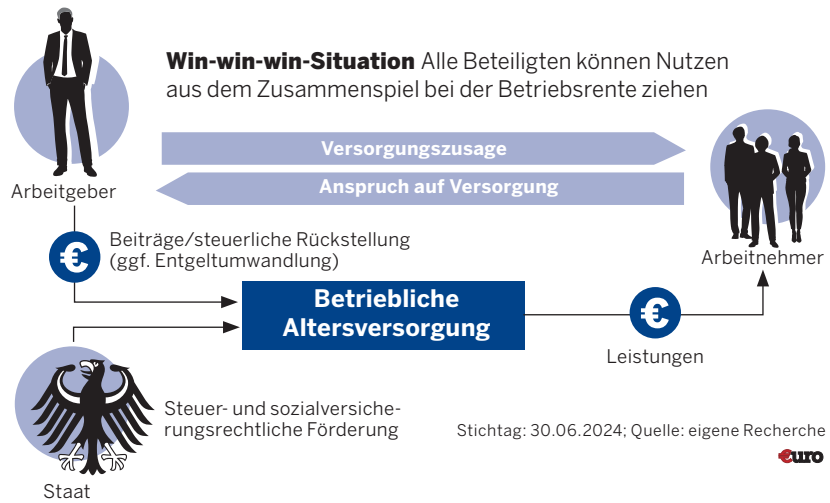 Win-win-win-Situation Alle Beteiligten können Nutzen
aus dem Zusammenspiel bei der Betriebsrente ziehen
Versorgungszusage
Anspruch auf Versorgung
Arbeitgeber
Arbeitnehmer
Beiträge/steuerliche Rückstellung
(ggf. Entgeltumwandlung)
€
Betriebliche
Altersversorgung
€
Leistungen
Steuer- und sozialversiche-
rungsrechtliche Förderung
Staat
Stichtag: 30.06.2024; Quelle: eigene Recherche
€uro